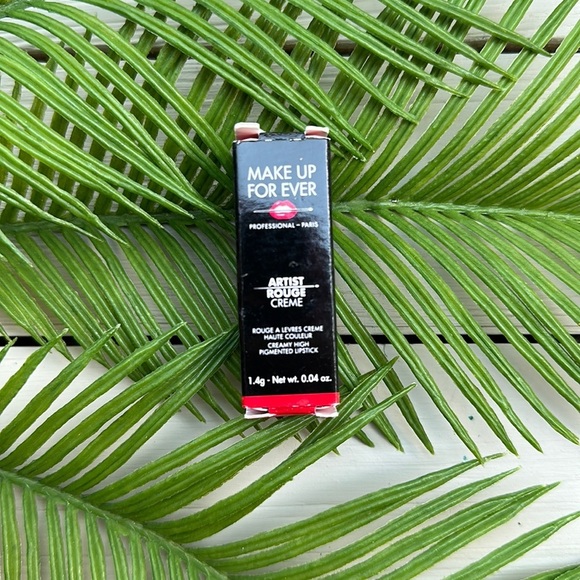 MAKE UP
FOR EVER
PROFESSIONAL – PARIS
ARTIST
ROUGE
CREME
ROUGE A LEVRES CREME
HAUTE COULEUR
CREAMY HIGH
PIGMENTED LIPSTICK
1.4g - Net wt. 0.04 oz.